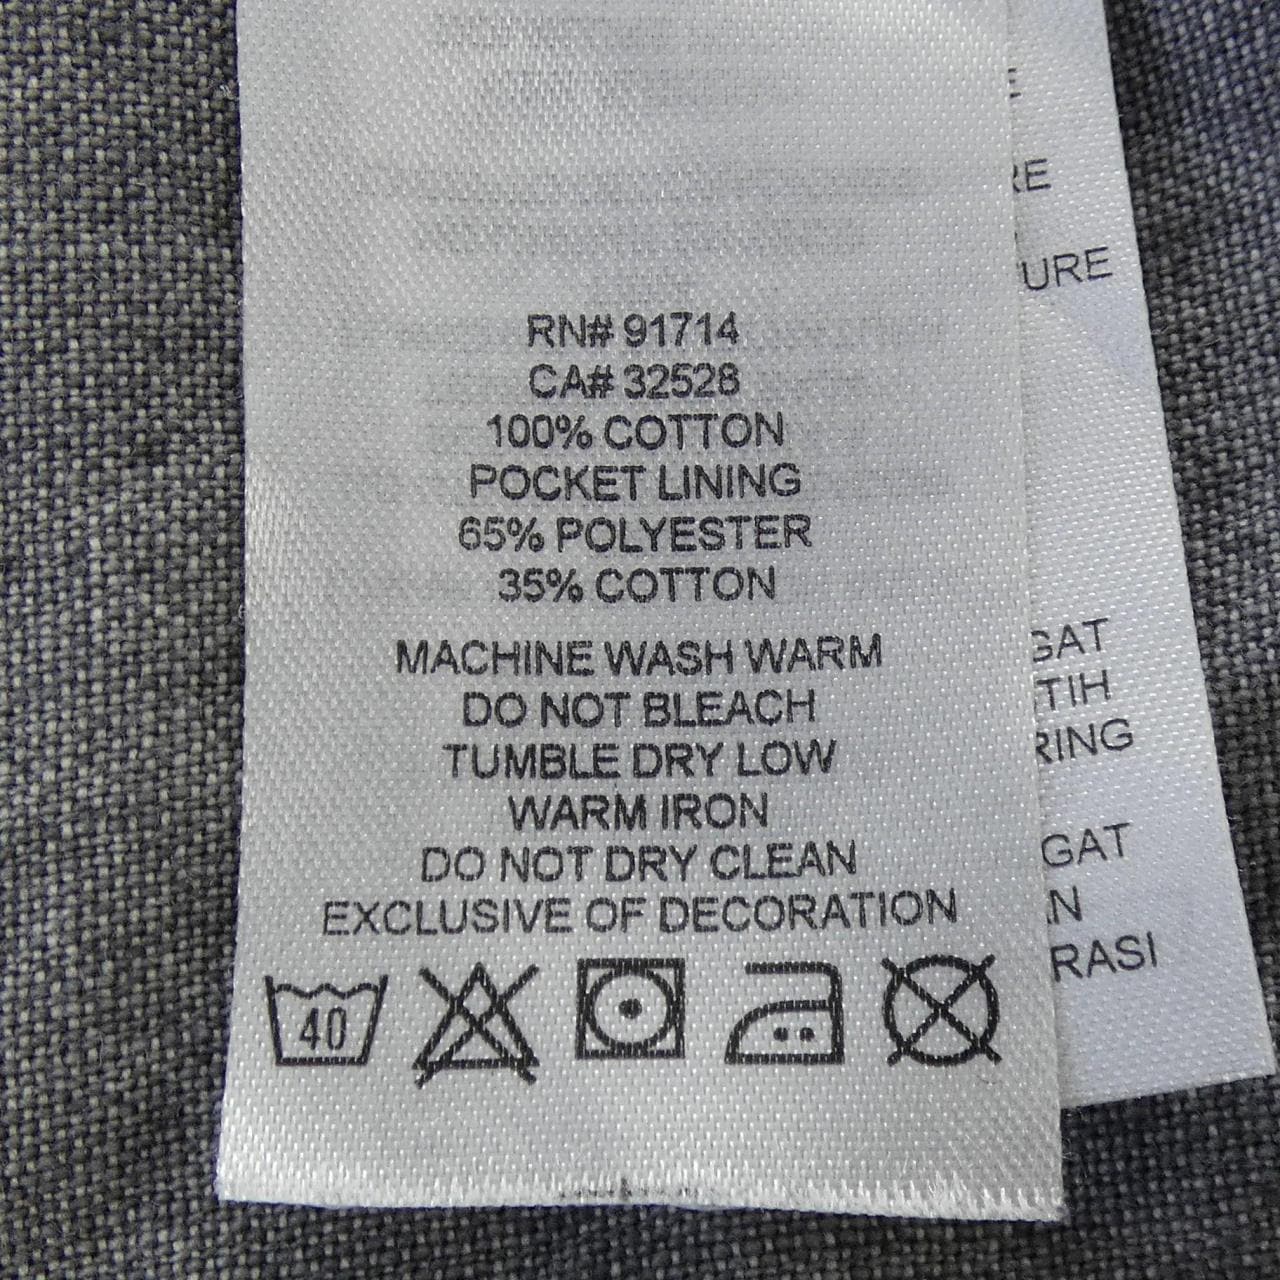 RN# 91714
CA# 32528
100% COTTON
POCKET LINING
65% POLYESTER
35% COTTON
MACHINE WASH WARM
DO NOT BLEACH
TUMBLE DRY LOW
WARM IRON
DO NOT DRY CLEAN
EXCLUSIVE OF DECORATION
40